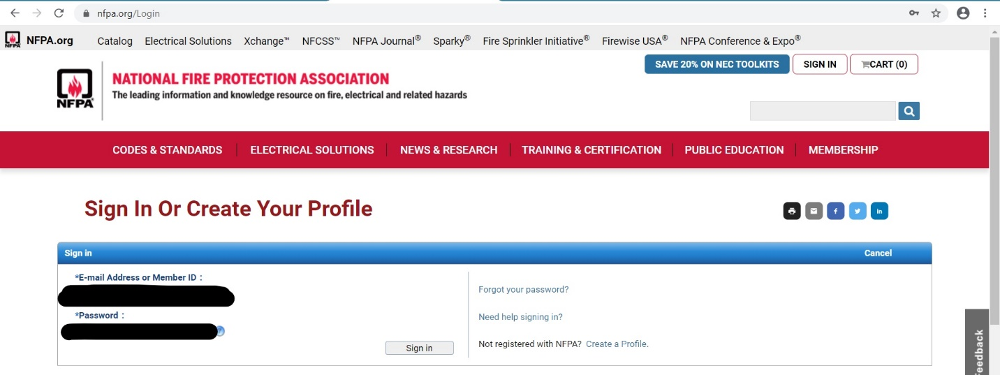 nfpa.org/Login
NFPA NFPA.org Catalog Electrical Solutions Xchange™ NFCSS™ NFPA Journal® Sparky® Fire Sprinkler Initiative® Firewise USA® NFPA Conference & Expo®
SAVE 20% ON NEC TOOLKITS SIGN IN CART (0)
NATIONAL FIRE PROTECTION ASSOCIATION
The leading information and knowledge resource on fire, electrical and related hazards
NFPA®
CODES & STANDARDS ELECTRICAL SOLUTIONS NEWS & RESEARCH TRAINING & CERTIFICATION PUBLIC EDUCATION MEMBERSHIP
Sign In Or Create Your Profile
f in
Sign in Cancel
*E-mail Address or Member ID :
Forgot your password?
*Password :
Need help signing in?
?
Not registered with NFPA? Create a Profile.
Sign in
Feedback